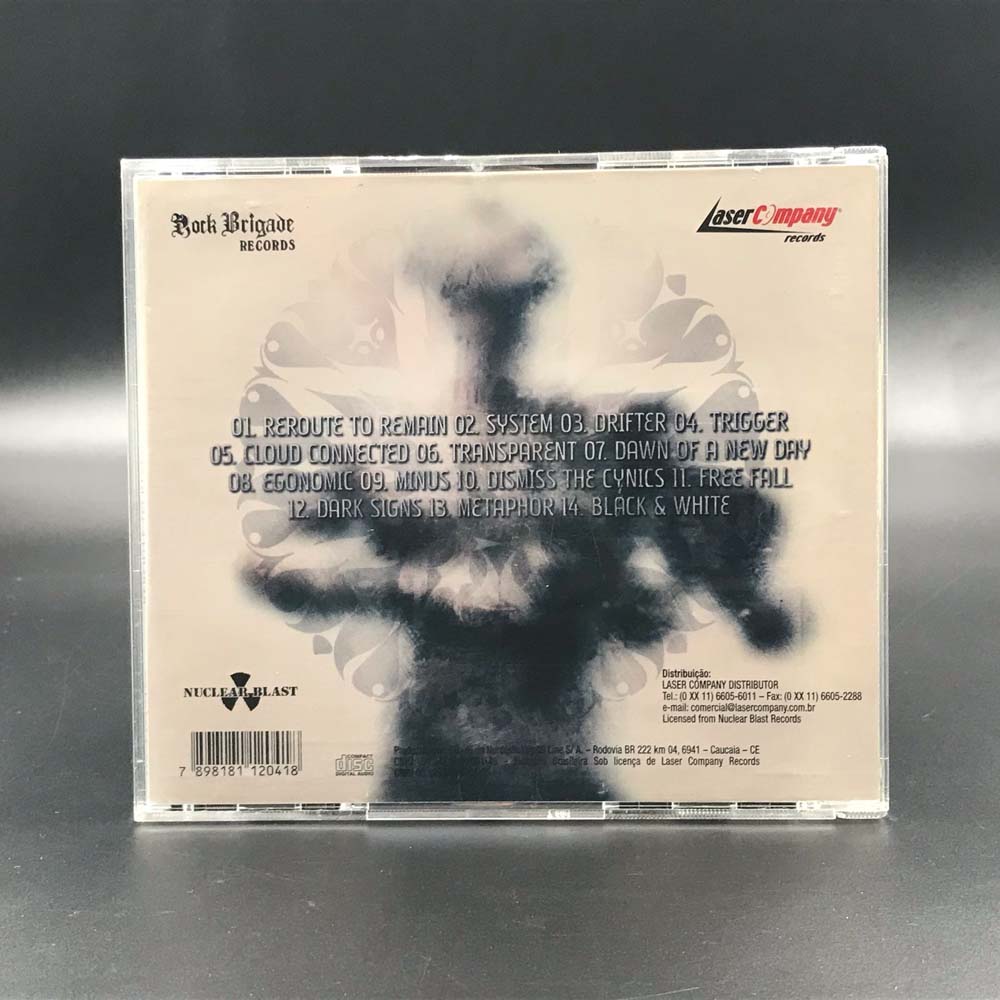 Rock Brigade
RECORDS
LaserCompany®
records
01. REROUTE TO REMAIN 02. SYSTEM 03. DRIFTER 04. TRIGGER
05. CLOUD CONNECTED 06. TRANSPARENT 07. DAWN OF A NEW DAY
08. EGONOMIC 09. MINUS 10. DISMISS THE CYNICS 11. FREE FALL
12. DARK SIGNS 13. METAPHOR 14. BLACK & WHITE
NUCLEAR BLAST
Distribuição:
LASER COMPANY DISTRIBUTOR
Tel.: (0 XX 11) 6605-6011 – Fax: (0 XX 11) 6605-2288
e-mail: comercial@lasercompany.com.br
Licensed from Nuclear Blast Records
7 898181 120418
COMPACT
disc
DIGITAL AUDIO
S/A. – Rodovia BR 222 km 04, 6941 – Caucaia – CE
Brasileira Sob licença de Laser Company Records